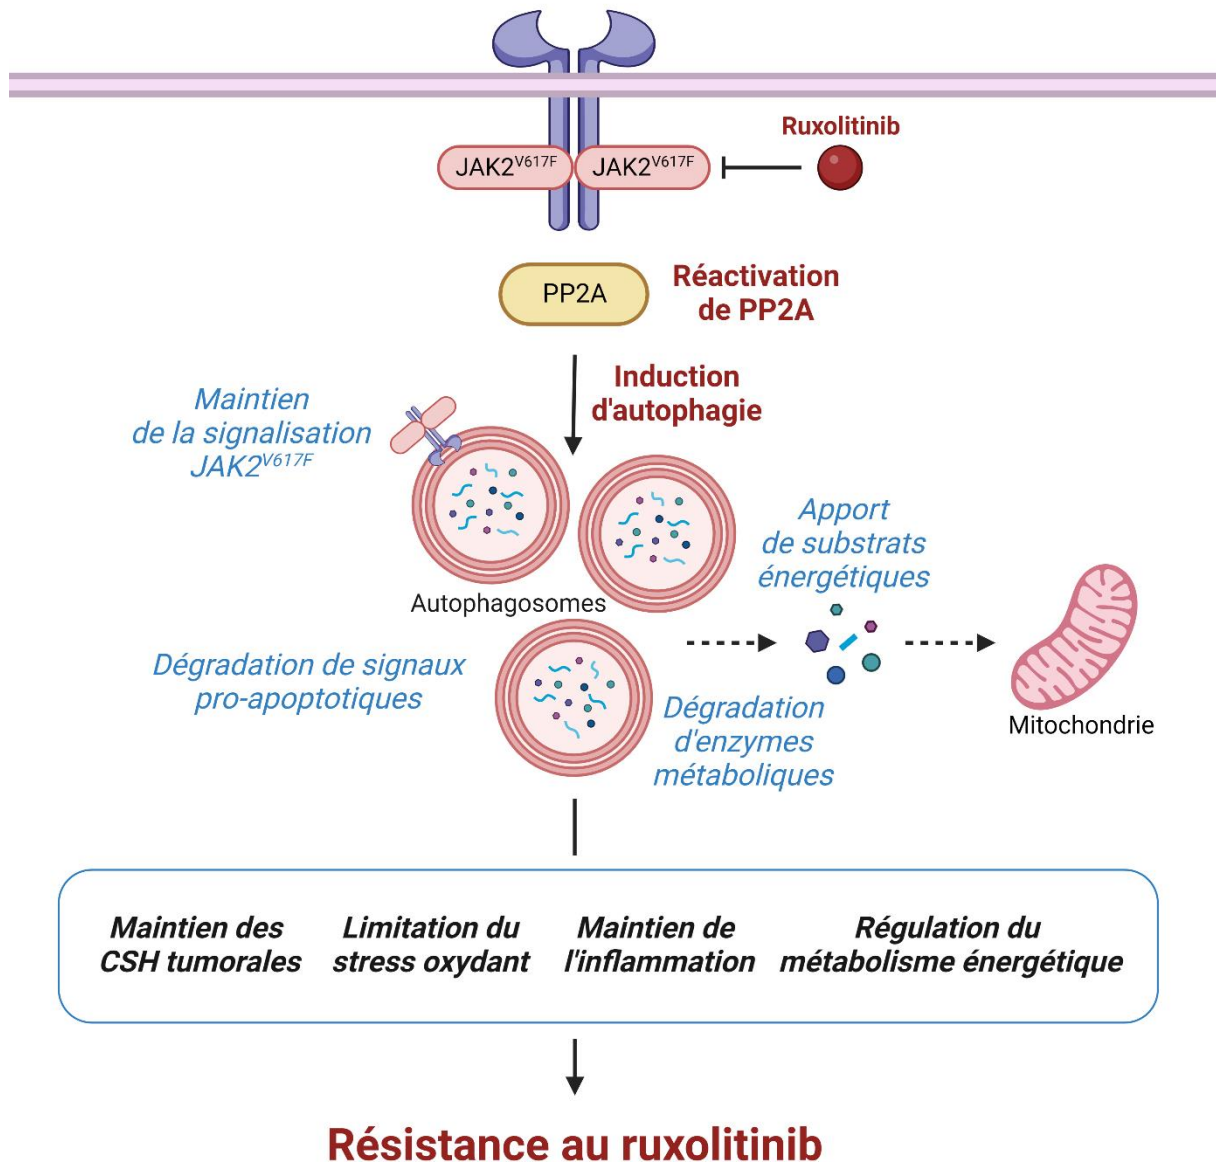 Ruxolitinib
JAK2V617F
JAK2V617F
PP2A
Réactivation
de PP2A
Induction
d'autophagie
Maintien
de la signalisation
JAK2V617F
Apport
de substrats
énergétiques
Autophagosomes
Dégradation de signaux
pro-apoptotiques
Dégradation
d'enzymes
métaboliques
Mitochondrie
Maintien des
CSH tumorales
Limitation du
stress oxydant
Maintien de
l'inflammation
Régulation du
métabolisme énergétique
Résistance au ruxolitinib